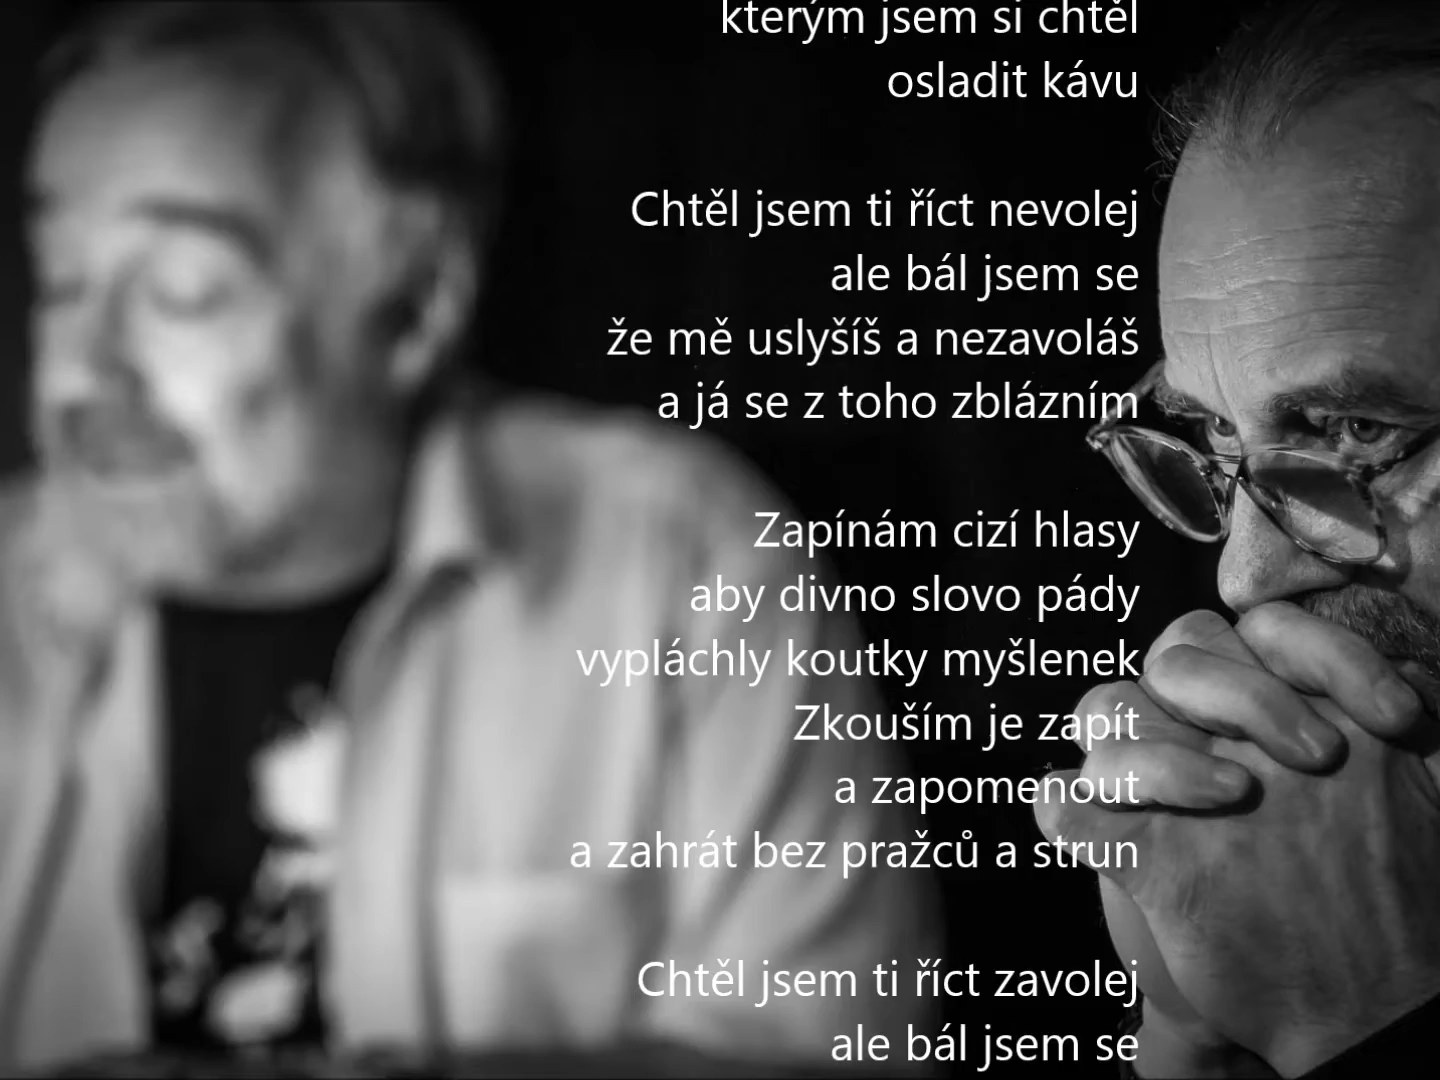 kterým jsem si chtěl
osladit kávu
Chtěl jsem ti říct nevolej
ale bál jsem se
že mě uslyšíš a nezavoláš
a já se z toho zblázním
Zapínám cizí hlasy
aby divno slovo pády
vypláchly koutky myšlenek
Zkouším je zapít
a zapomenout
a zahrát bez pražců a strun
Chtěl jsem ti říct zavolej
ale bál jsem se